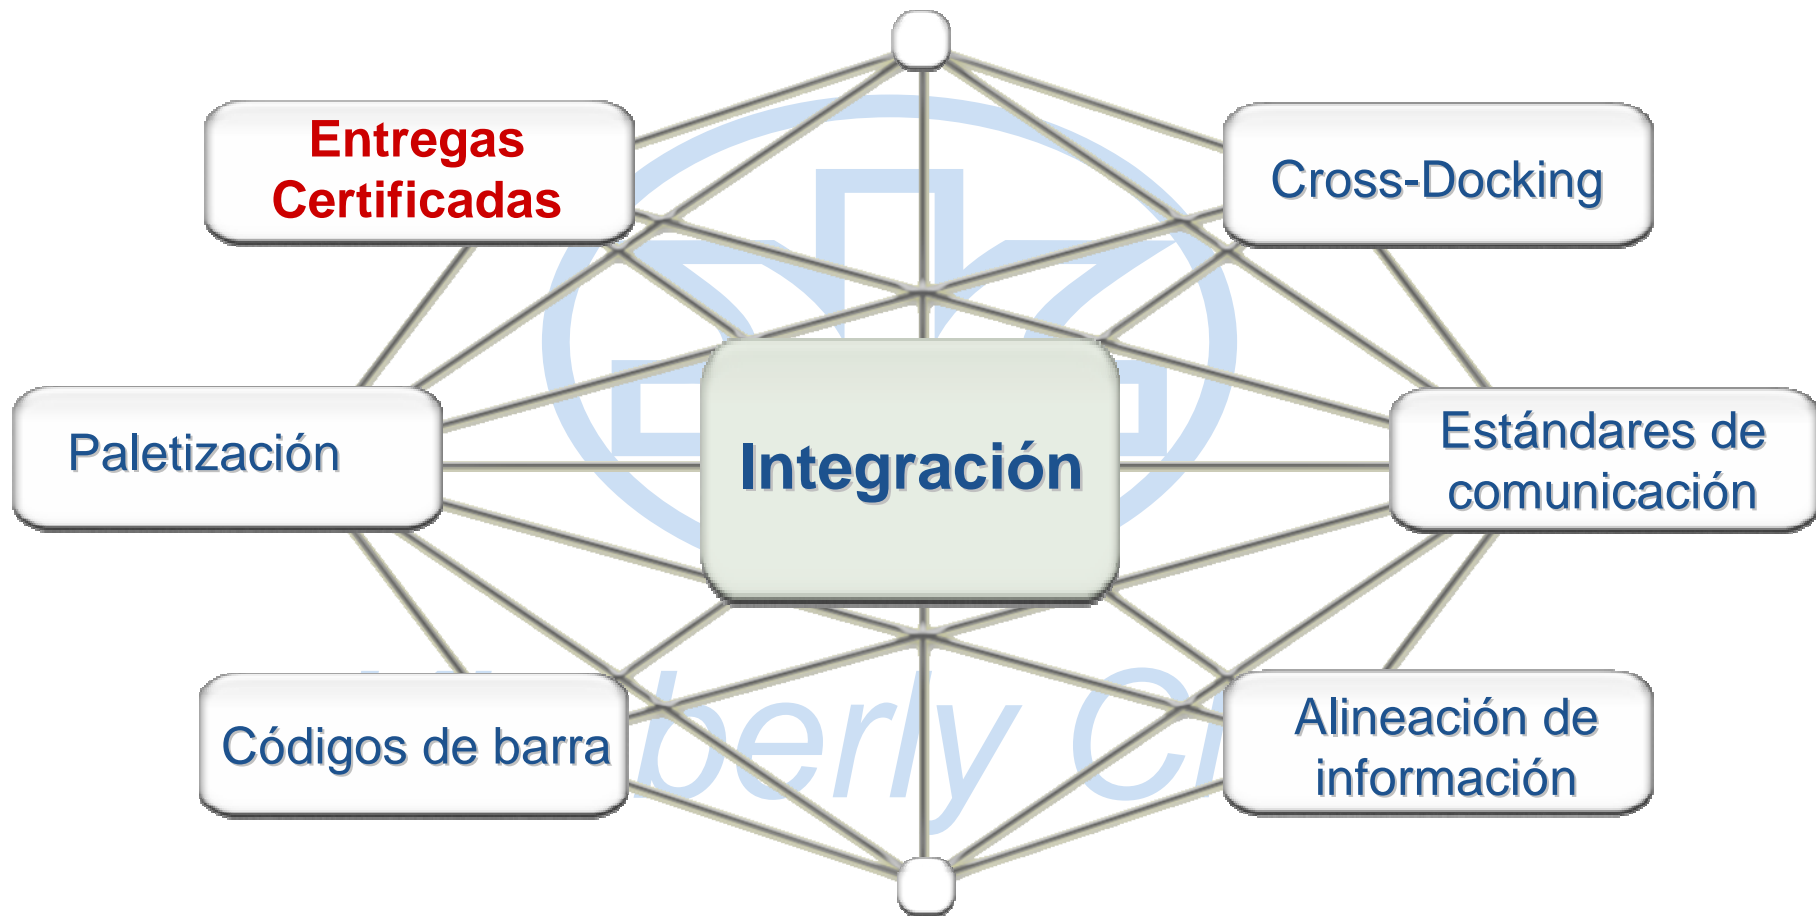 Entregas
Certificadas
Cross-Docking
Paletización
Integración
Estándares de
comunicación
Códigos de barra
Alineación de
información